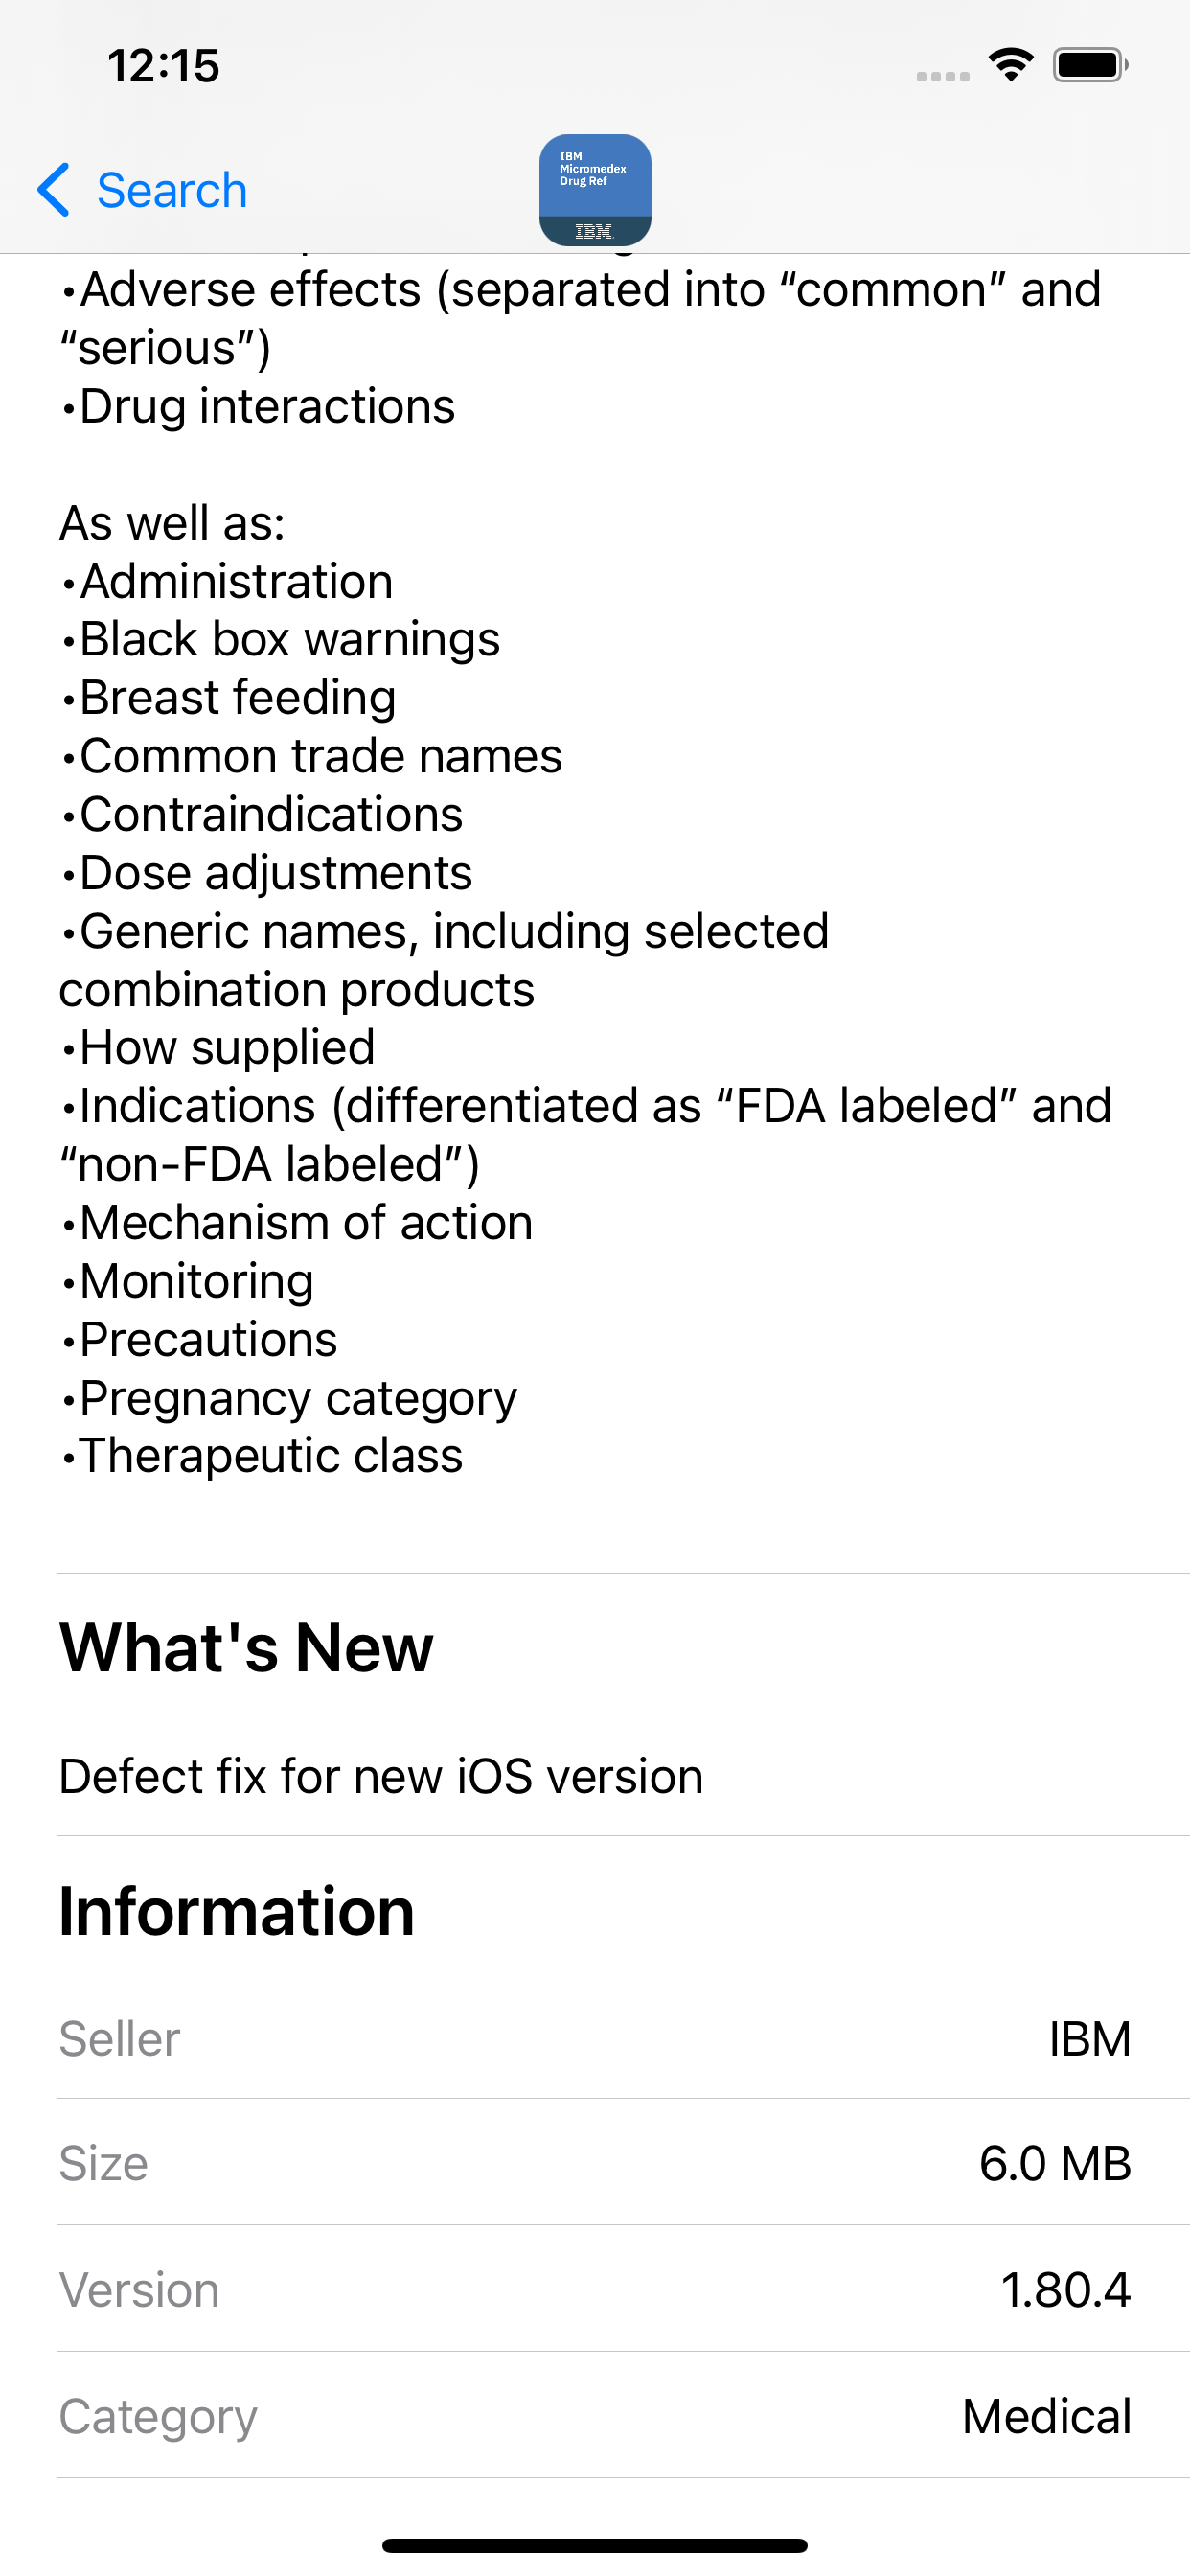 12:15
Search
IBM
Micromedex
Drug Ref
IBM
•Adverse effects (separated into “common” and
“serious”)
•Drug interactions
As well as:
•Administration
•Black box warnings
•Breast feeding
•Common trade names
•Contraindications
•Dose adjustments
•Generic names, including selected
combination products
•How supplied
•Indications (differentiated as “FDA labeled” and
“non-FDA labeled”)
•Mechanism of action
•Monitoring
•Precautions
•Pregnancy category
•Therapeutic class
What's New
Defect fix for new iOS version
Information
Seller IBM
Size 6.0 MB
Version 1.80.4
Category Medical